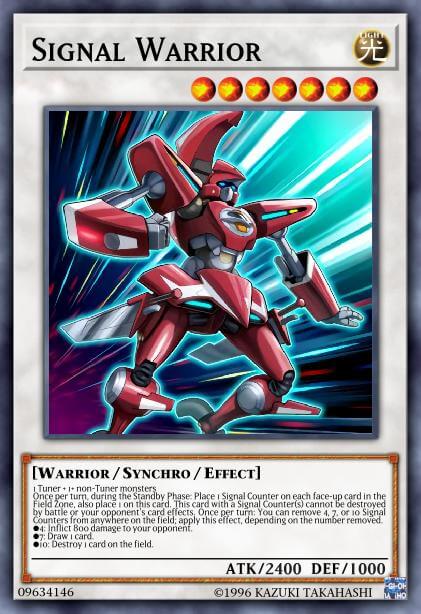 Signal Warrior
LIGHT
光
[Warrior / Synchro / Effect]
1 Tuner + 1+ non-Tuner monsters
Once per turn, during the Standby Phase: Place 1 Signal Counter on each face-up card in the
Field Zone, also place 1 on this card. This card with a Signal Counter(s) cannot be destroyed
by battle or your opponent's card effects. Once per turn: You can remove 4, 7, or 10 Signal
Counters from anywhere on the field; apply this effect, depending on the number removed.
●4: Inflict 800 damage to your opponent.
●7: Draw 1 card.
●10: Destroy 1 card on the field.
ATK/2400 DEF/1000
09634146
©1996 KAZUKI TAKAHASHI